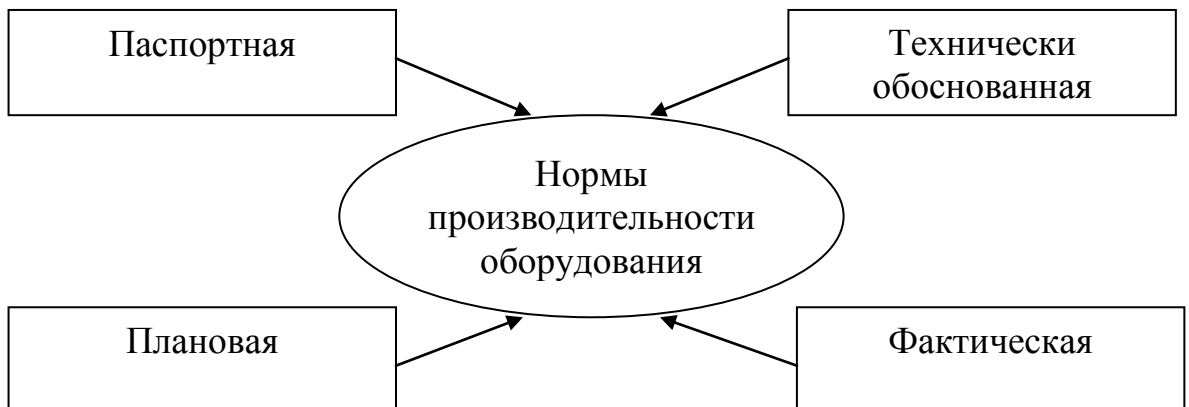 Паспортная
Технически
обоснованная
Нормы
производительности
оборудования
Плановая
Фактическая